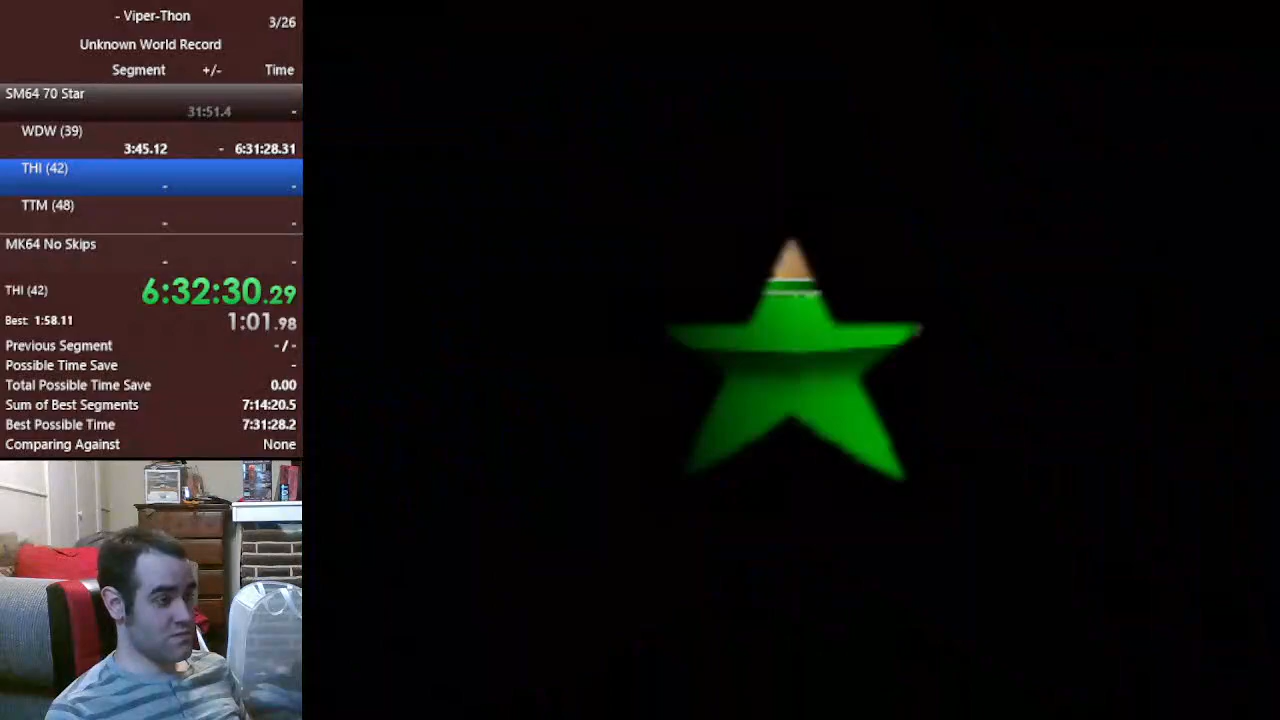 - Viper-Thon
3/26
Unknown World Record
Segment +/- Time
SM64 70 Star
31:51.4 -
WDW (39)
3:45.12 - 6:31:28.31
THI (42)
- -
TTM (48)
- -
MK64 No Skips
- -
THI (42) 6:32:30.29
Best: 1:58.11 1:01.98
Previous Segment - / -
Possible Time Save -
Total Possible Time Save 0.00
Sum of Best Segments 7:14:20.5
Best Possible Time 7:31:28.2
Comparing Against None